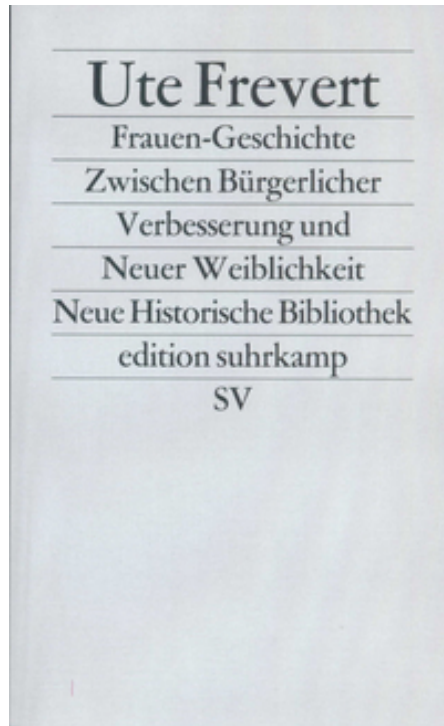 Ute Frevert
Frauen-Geschichte
Zwischen Bürgerlicher
Verbesserung und
Neuer Weiblichkeit
Neue Historische Bibliothek
edition suhrkamp
SV